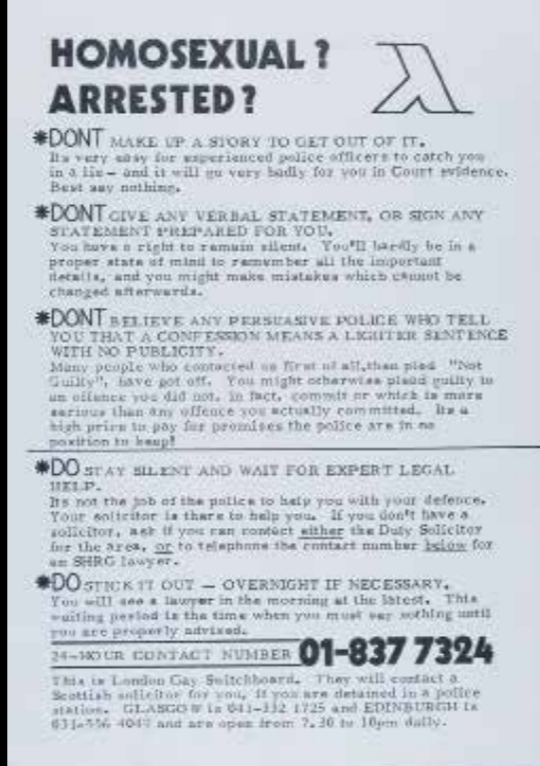 HOMOSEXUAL ?
ARRESTED ?
*DONT MAKE UP A STORY TO GET OUT OF IT.
Its very easy for experienced police officers to catch you
in a lie – and it will go very badly for you in Court evidence.
Best say nothing.
*DONT GIVE ANY VERBAL STATEMENT, OR SIGN ANY
STATEMENT PREPARED FOR YOU.
You have a right to remain silent. You'll hardly be in a
proper state of mind to remember all the important
details, and you might make mistakes which cannot be
changed afterwards.
*DONT BELIEVE ANY PERSUASIVE POLICE WHO TELL
YOU THAT A CONFESSION MEANS A LIGHTER SENTENCE
WITH NO PUBLICITY.
Many people who contacted us first of all, then pled "Not
Guilty", have got off. You might otherwise plead guilty to
an offence you did not, in fact, commit or which is more
serious than any offence you actually committed. Its a
high price to pay for promises the police are in no
position to keep!
*DO STAY SILENT AND WAIT FOR EXPERT LEGAL
HELP.
Its not the job of the police to help you with your defence.
Your solicitor is there to help you. If you don't have a
solicitor, ask if you can contact either the Duty Solicitor
for the area, or to telephone the contact number below for
an SHRG lawyer.
*DO STICK IT OUT — OVERNIGHT IF NECESSARY.
You will see a lawyer in the morning at the latest. This
waiting period is the time when you must say nothing until
you are properly advised.
24-HOUR CONTACT NUMBER 01-837 7324
This is London Gay Switchboard. They will contact a
Scottish solicitor for you, if you are detained in a police
station. GLASGOW is 041-332 1725 and EDINBURGH is
031-556 4049 and are open from 7.30 to 10pm daily.